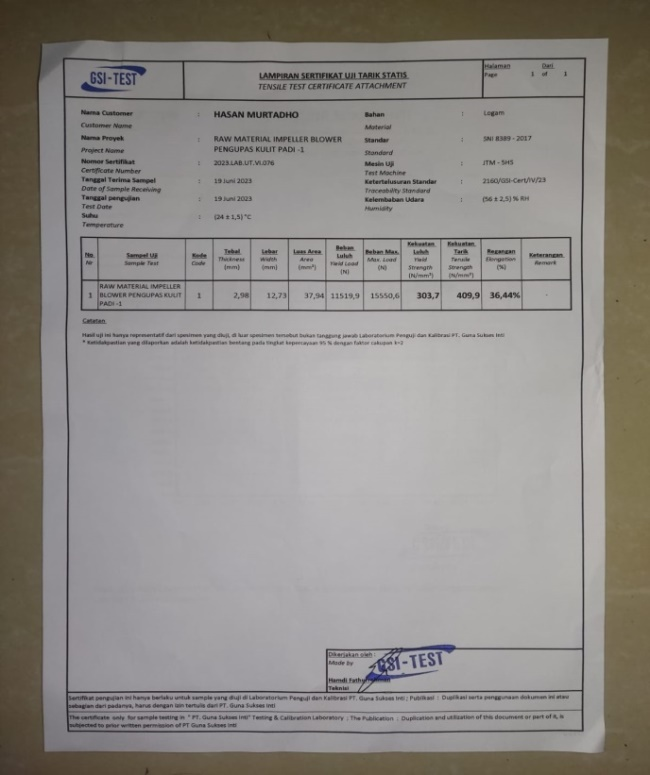 GSI-TEST
LAMPIRAN SERTIFIKAT UJI TARIK STATIS
TENSILE TEST CERTIFICATE ATTACHMENT
Halaman Dari
Page 1 of 1
Nama Customer : HASAN MURTADHO
Customer Name
Nama Proyek : RAW MATERIAL IMPELLER BLOWER
Project Name PENGUPAS KULIT PADI -1
Nomor Sertifikat : 2023.LAB.UT.VI.076
Certificate Number
Tanggal Tarima Sampel : 19 Juni 2023
Date of Sample Receiving
Tanggal pengujian : 19 Juni 2023
Test Date
Suhu : (24 ± 1,5) °C
Temperature
Bahan : Logam
Material
Standar : SNI 8389 - 2017
Standard
Mesin Uji : JTM - SHS
Test Machine
Ketertalusuran Standar : 2160/GSI-Cert/IV/23
Traceability Standard
Kelembaban Udara : (56 ± 2,5) % RH
Humidity
No Sampel Uji Kode Tebal Lebar Luas Area Beban Luluh Beban Max. Kekuatan Luluh Kekuatan Tarik Regangan Keterangan
Nr Sample Test Code Thickness (mm) Width (mm) Area (mm²) Yield Load (N) Max. Load (N) Yield Strength (N/mm²) Tensile Strength (N/mm²) Elongation (%) Remark
1 RAW MATERIAL IMPELLER BLOWER PENGUPAS KULIT PADI -1 1 2,98 12,73 37,94 11519,9 15550,6 303,7 409,9 36,44% -
Catatan
Hasil uji ini hanya representatif dari spesimen yang diuji, di luar spesimen tersebut bukan tanggung jawab Laboratorium Penguji dan Kalibrasi PT. Guna Sukses Inti
* Ketidakpastian yang dilaporkan adalah ketidakpastian bentang pada tingkat kepercayaan 95 % dengan faktor cakupan k=2
Dikerjakan oleh :
Made by
GSI-TEST
Hamdi
Teknisi
Sertifikat pengujian ini hanya berlaku untuk sample yang diuji di Laboratorium Penguji dan Kalibrasi PT. Guna Sukses Inti ; Publikasi ; Duplikasi serta penggunaan dokumen ini atau
sebagian dari padanya, harus dengan izin tertulis dari PT. Guna Sukses Inti
The certificate only for sample testing in " PT. Guna Sukses Inti" Testing & Calibration Laboratory ; The Publication ; Duplication and utilization of this document or part of it, is
subjected to prior written permission of PT Guna Sukses Inti